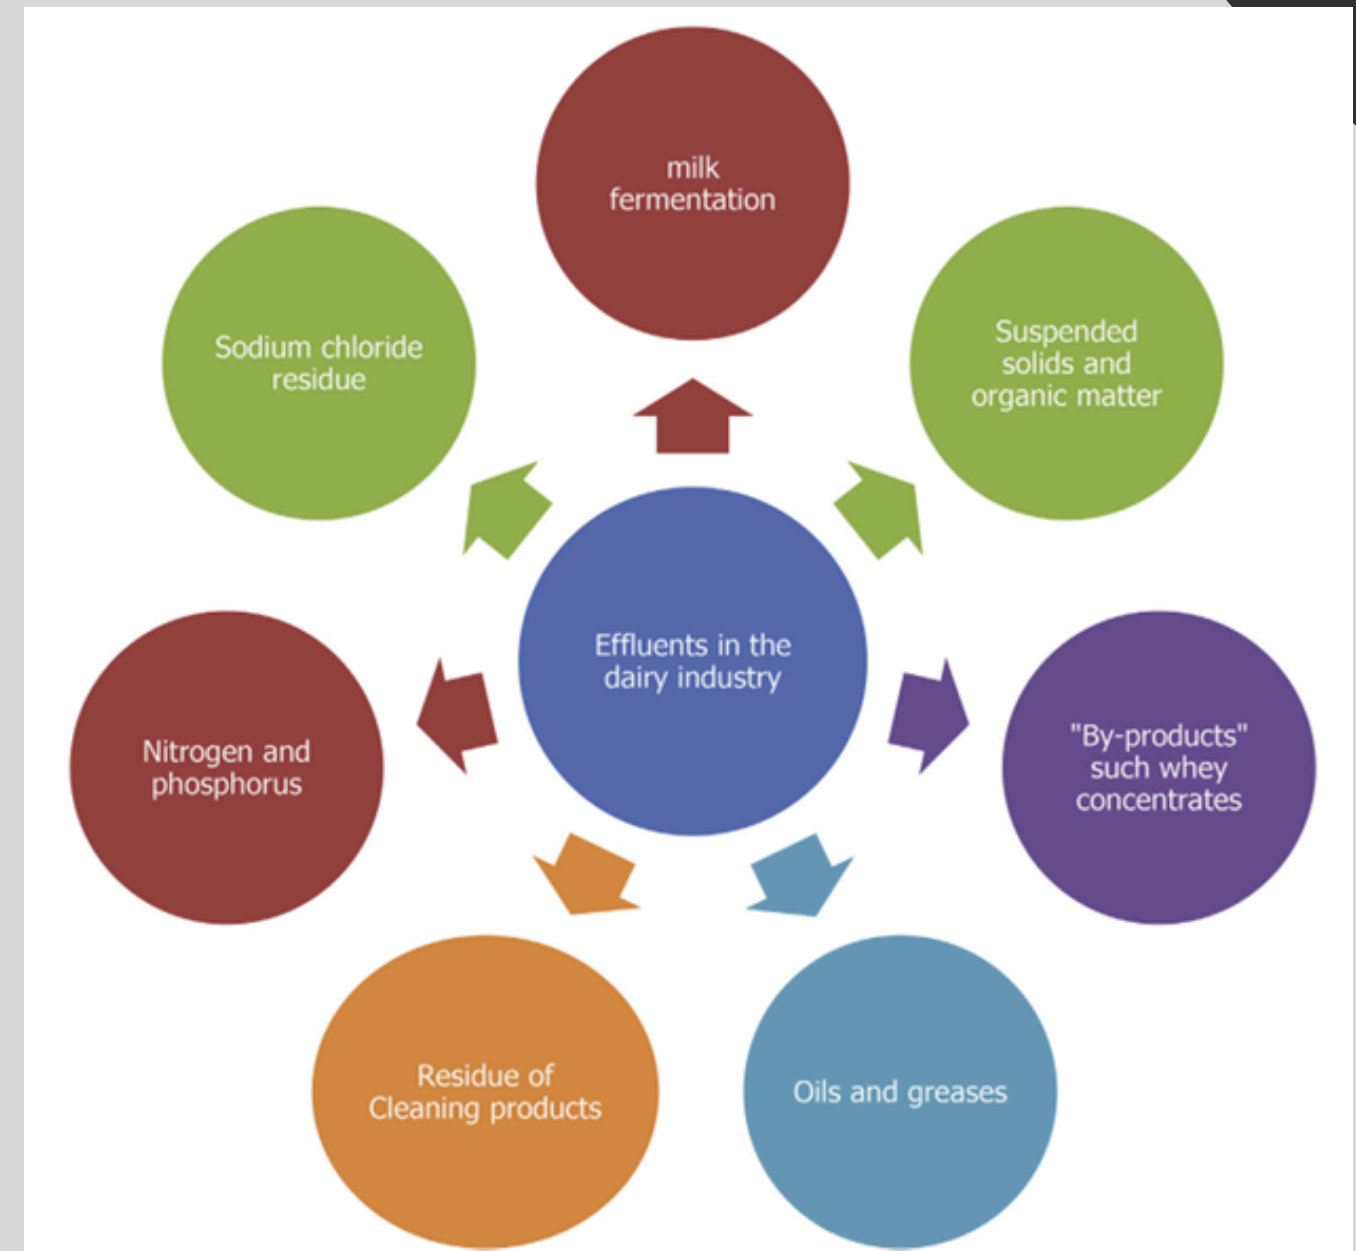 milk
fermentation
Suspended
solids and
organic matter
"By-products"
such whey
concentrates
Oils and greases
Residue of
Cleaning products
Nitrogen and
phosphorus
Sodium chloride
residue
Effluents in the
dairy industry